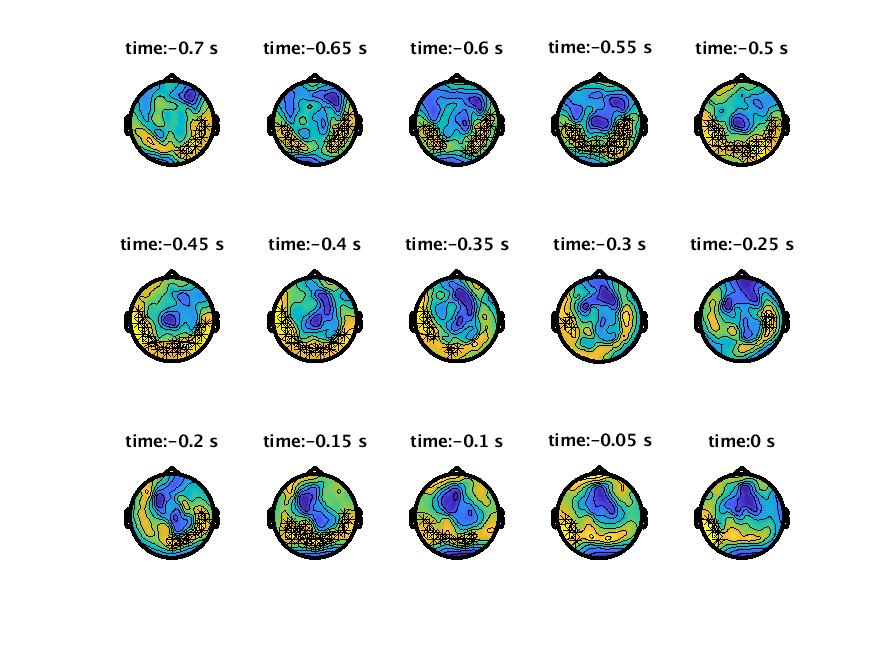 time:-0.7 s time:-0.65 s time:-0.6 s time:-0.55 s time:-0.5 s
time:-0.45 s time:-0.4 s time:-0.35 s time:-0.3 s time:-0.25 s
time:-0.2 s time:-0.15 s time:-0.1 s time:-0.05 s time:0 s